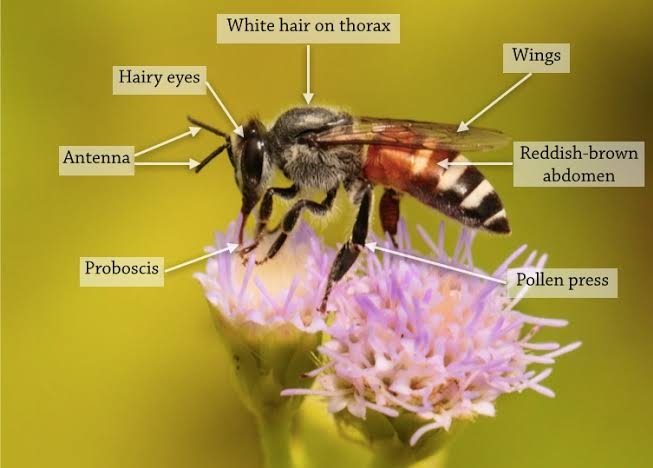 White hair on thorax
Wings
Hairy eyes
Antenna
Reddish-brown
abdomen
Proboscis
Pollen press